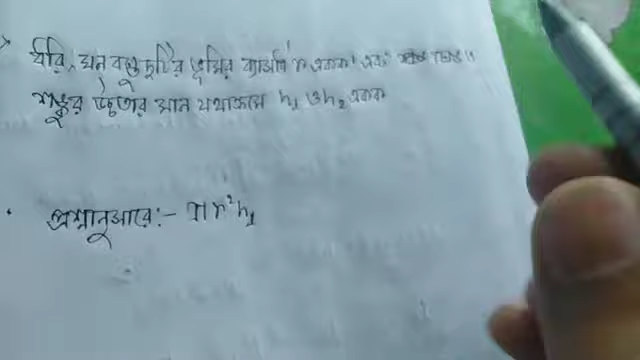 ধরি, ঘন বস্তু দুটির ভূমির ব্যাসার্ধ r একক এবং
শঙ্কুর উচ্চতার মান যথাক্রমে h₁ ও h₂ একক
প্রশ্নানুসারে:- πr²h₁